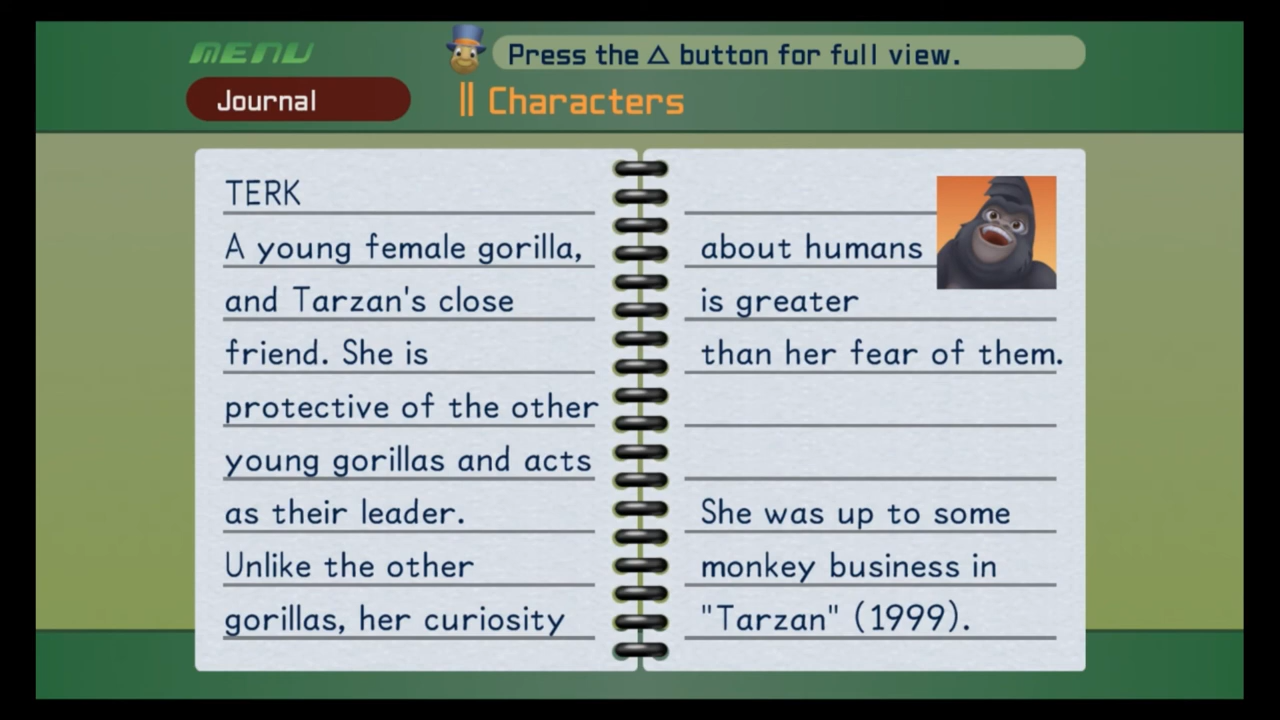 MENU
Press the △ button for full view.
Journal
Characters
TERK
A young female gorilla,
and Tarzan's close
friend. She is
protective of the other
young gorillas and acts
as their leader.
Unlike the other
gorillas, her curiosity
about humans
is greater
than her fear of them.
She was up to some
monkey business in
"Tarzan" (1999).